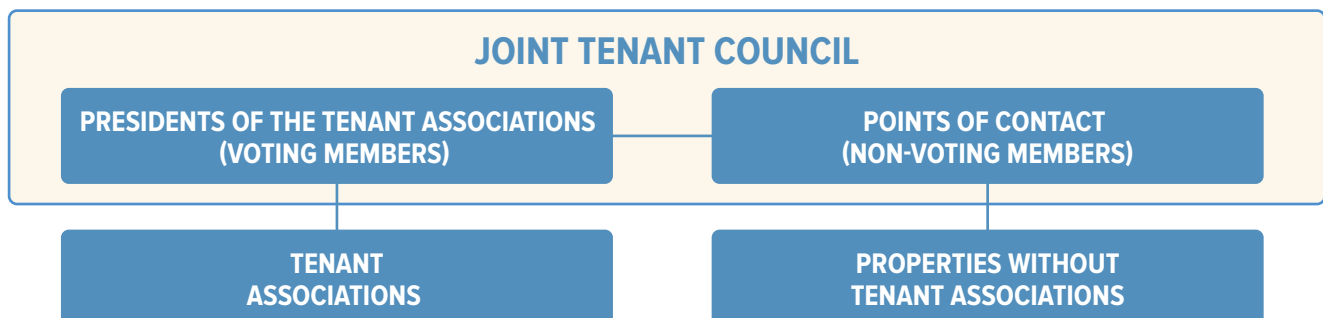 JOINT TENANT COUNCIL
PRESIDENTS OF THE TENANT ASSOCIATIONS
(VOTING MEMBERS)
POINTS OF CONTACT
(NON-VOTING MEMBERS)
TENANT
ASSOCIATIONS
PROPERTIES WITHOUT
TENANT ASSOCIATIONS